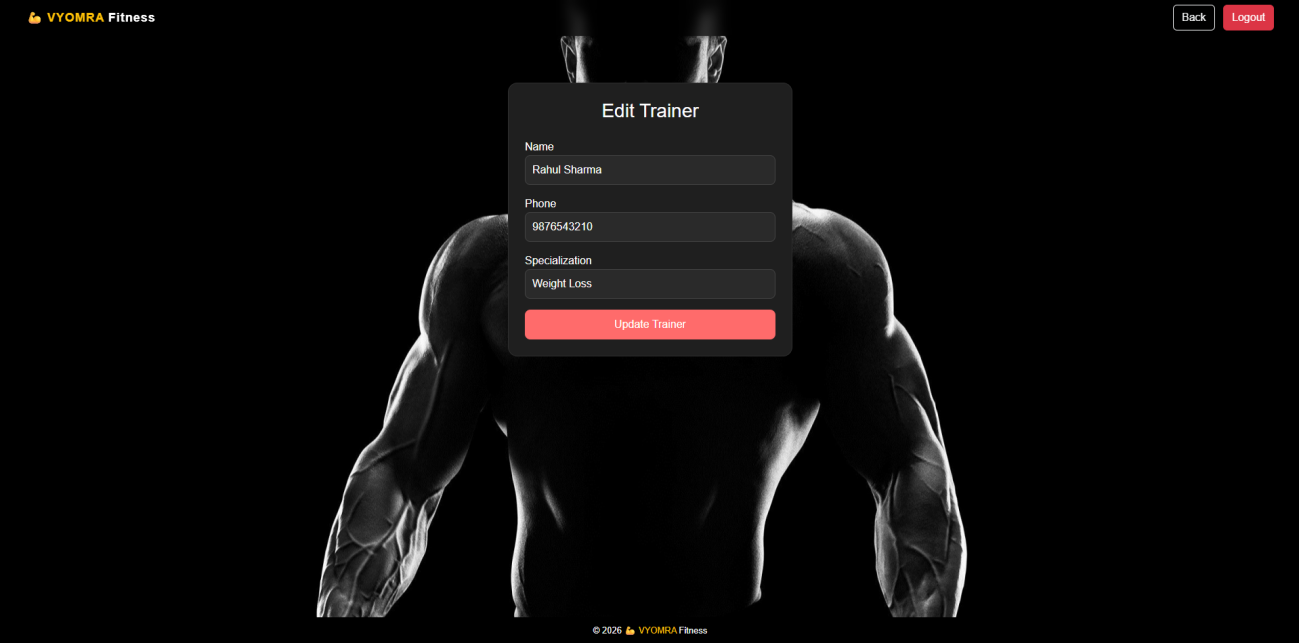 💪 VYOMRA Fitness
Back
Logout
Edit Trainer
Name
Rahul Sharma
Phone
9876543210
Specialization
Weight Loss
Update Trainer
© 2026 💪 VYOMRA Fitness